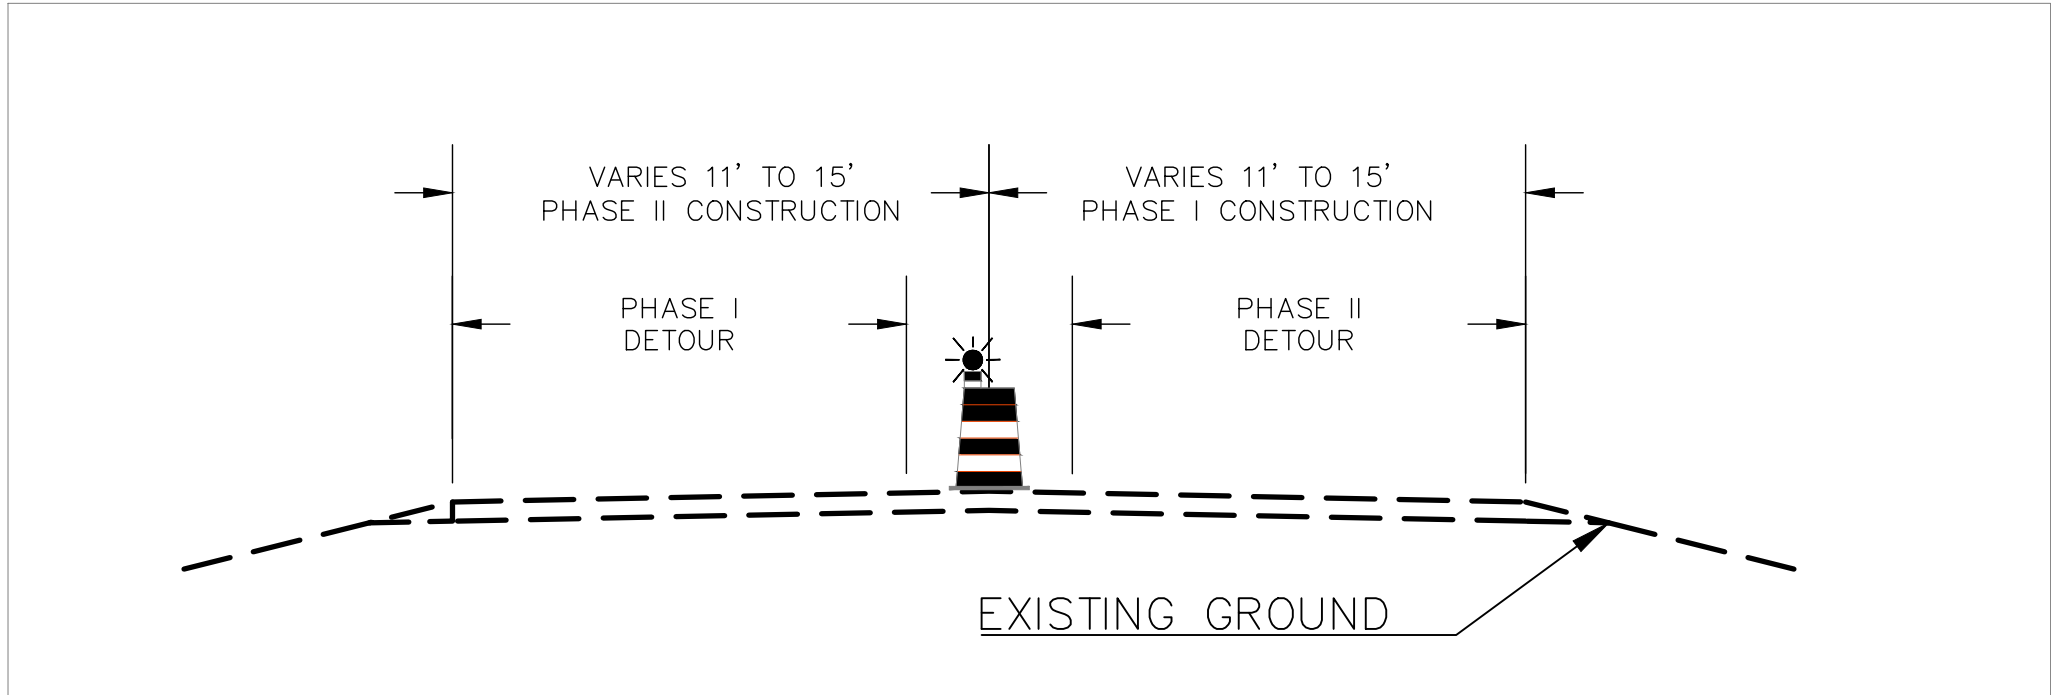 VARIES 11' TO 15'
PHASE II CONSTRUCTION
VARIES 11' TO 15'
PHASE I CONSTRUCTION
PHASE I
DETOUR
PHASE II
DETOUR
EXISTING GROUND